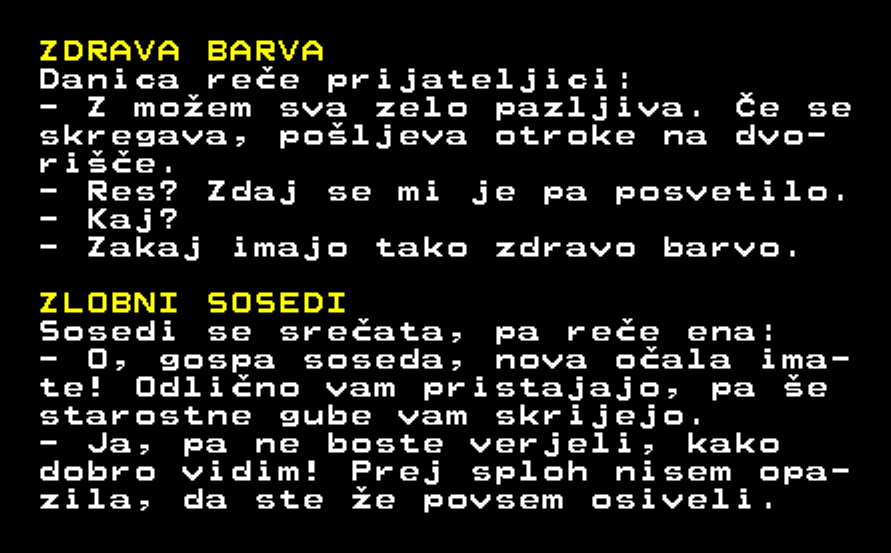 ZDRAVA BARVA
Danica reče prijateljici:
- Z možem sva zelo pazljiva. Če se
skregava, pošljeva otroke na dvo-
rišče.
- Res? Zdaj se mi je pa posvetilo.
- Kaj?
- Zakaj imajo tako zdravo barvo.
ZLOBNI SOSEDI
Sosedi se srečata, pa reče ena:
- O, gospa soseda, nova očala ima-
te! Odlično vam pristajajo, pa še
starostne gube vam skrijejo.
- Ja, pa ne boste verjeli, kako
dobro vidim! Prej sploh nisem opa-
zila, da ste že povsem osiveli.